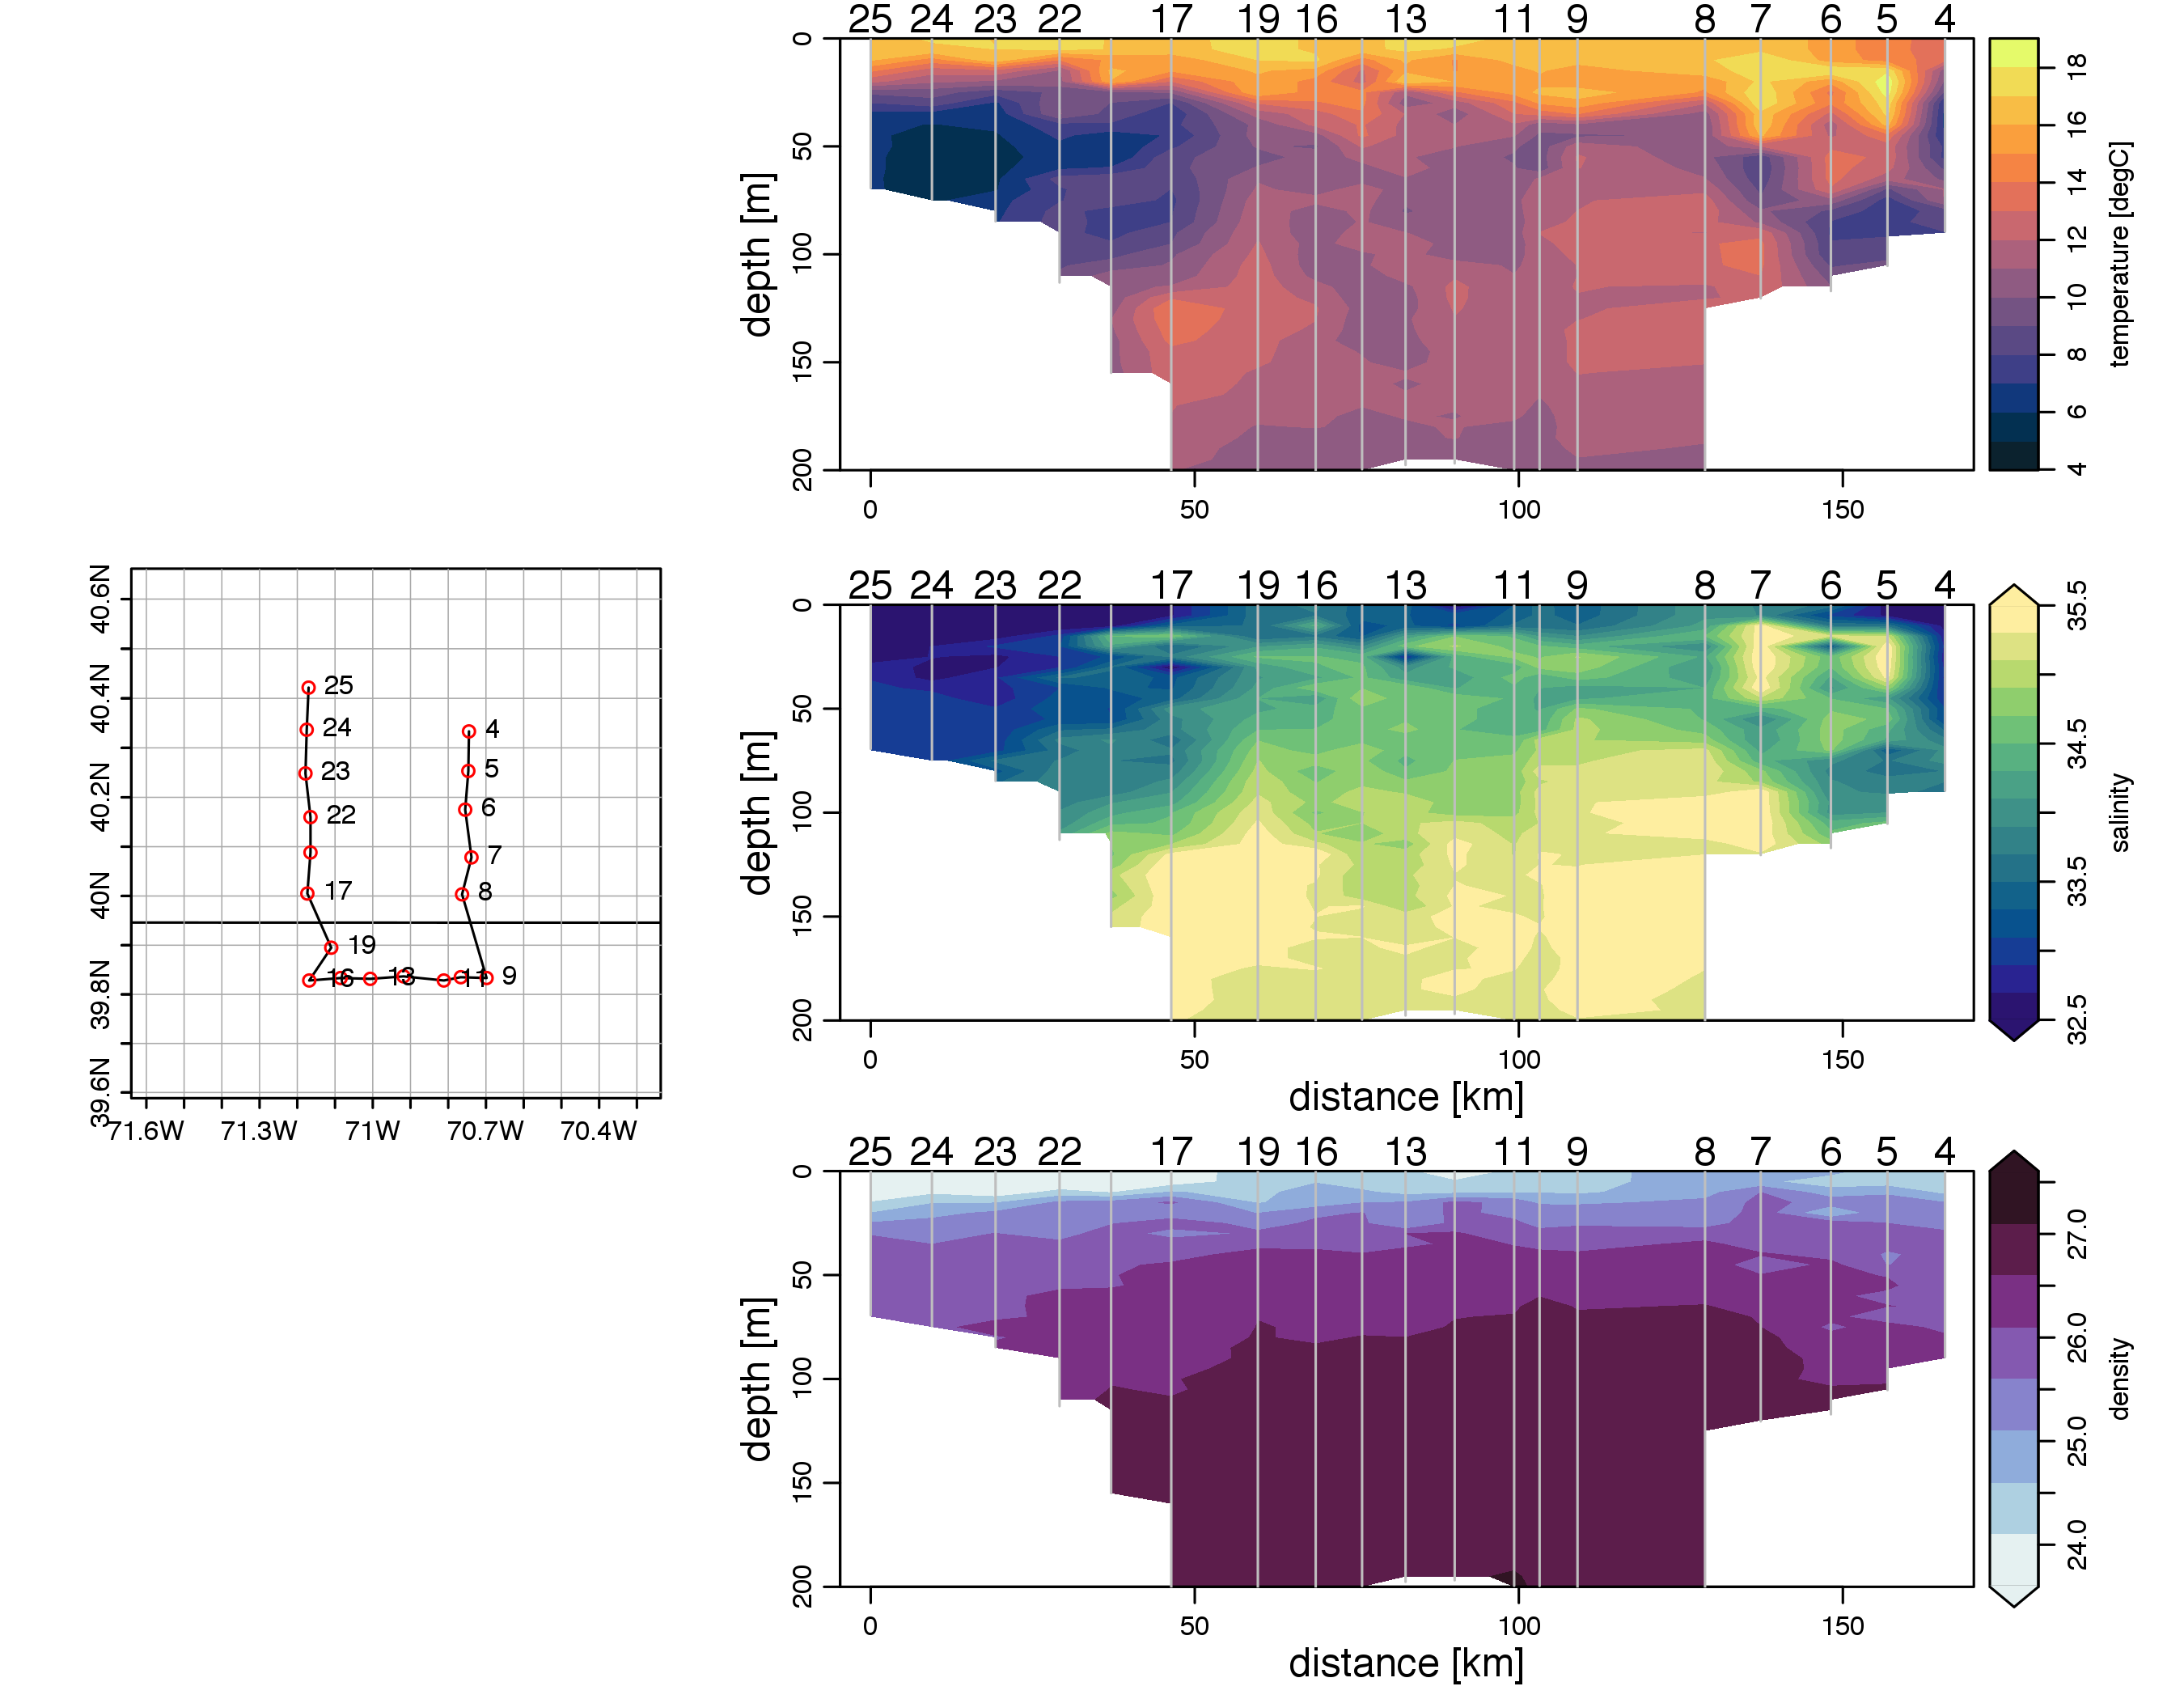 25 24 23 22 17 19 16 13 11 9 8 7 6 5 4
0 50 100 150 200
depth [m]
0 50 100 150
4 6 8 10 12 14 16 18
temperature [degC]
40.6N
40.4N
40.2N
40N
39.8N
39.6N
71.6W 71.3W 71W 70.7W 70.4W
25
24
23
22
17
19
16
13
11
9
8
7
6
5
4
25 24 23 22 17 19 16 13 11 9 8 7 6 5 4
0 50 100 150 200
depth [m]
0 50 100 150
distance [km]
32.5 33.5 34.5 35.5
salinity
25 24 23 22 17 19 16 13 11 9 8 7 6 5 4
0 50 100 150 200
depth [m]
0 50 100 150
distance [km]
24.0 25.0 26.0 27.0
density